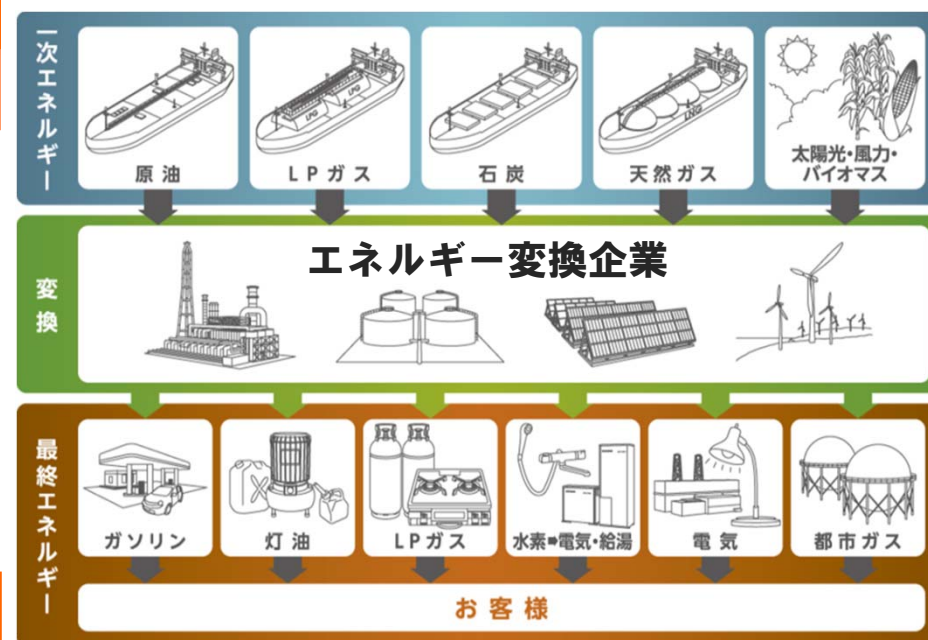 一次エネルギー
原油
LPガス
石炭
天然ガス
太陽光・風力・
バイオマス
LPG
LPG
LNG
変換
エネルギー変換企業
最終エネルギー
ガソリン
灯油
LPガス
水素➡電気・給湯
電気
都市ガス
お客様